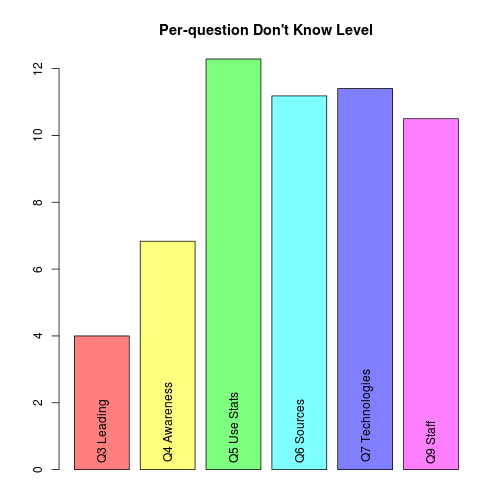 Per-question Don't Know Level
12
10
8
6
4
2
0
Q3 Leading
Q4 Awareness
Q5 Use Stats
Q6 Sources
Q7 Technologies
Q9 Staff